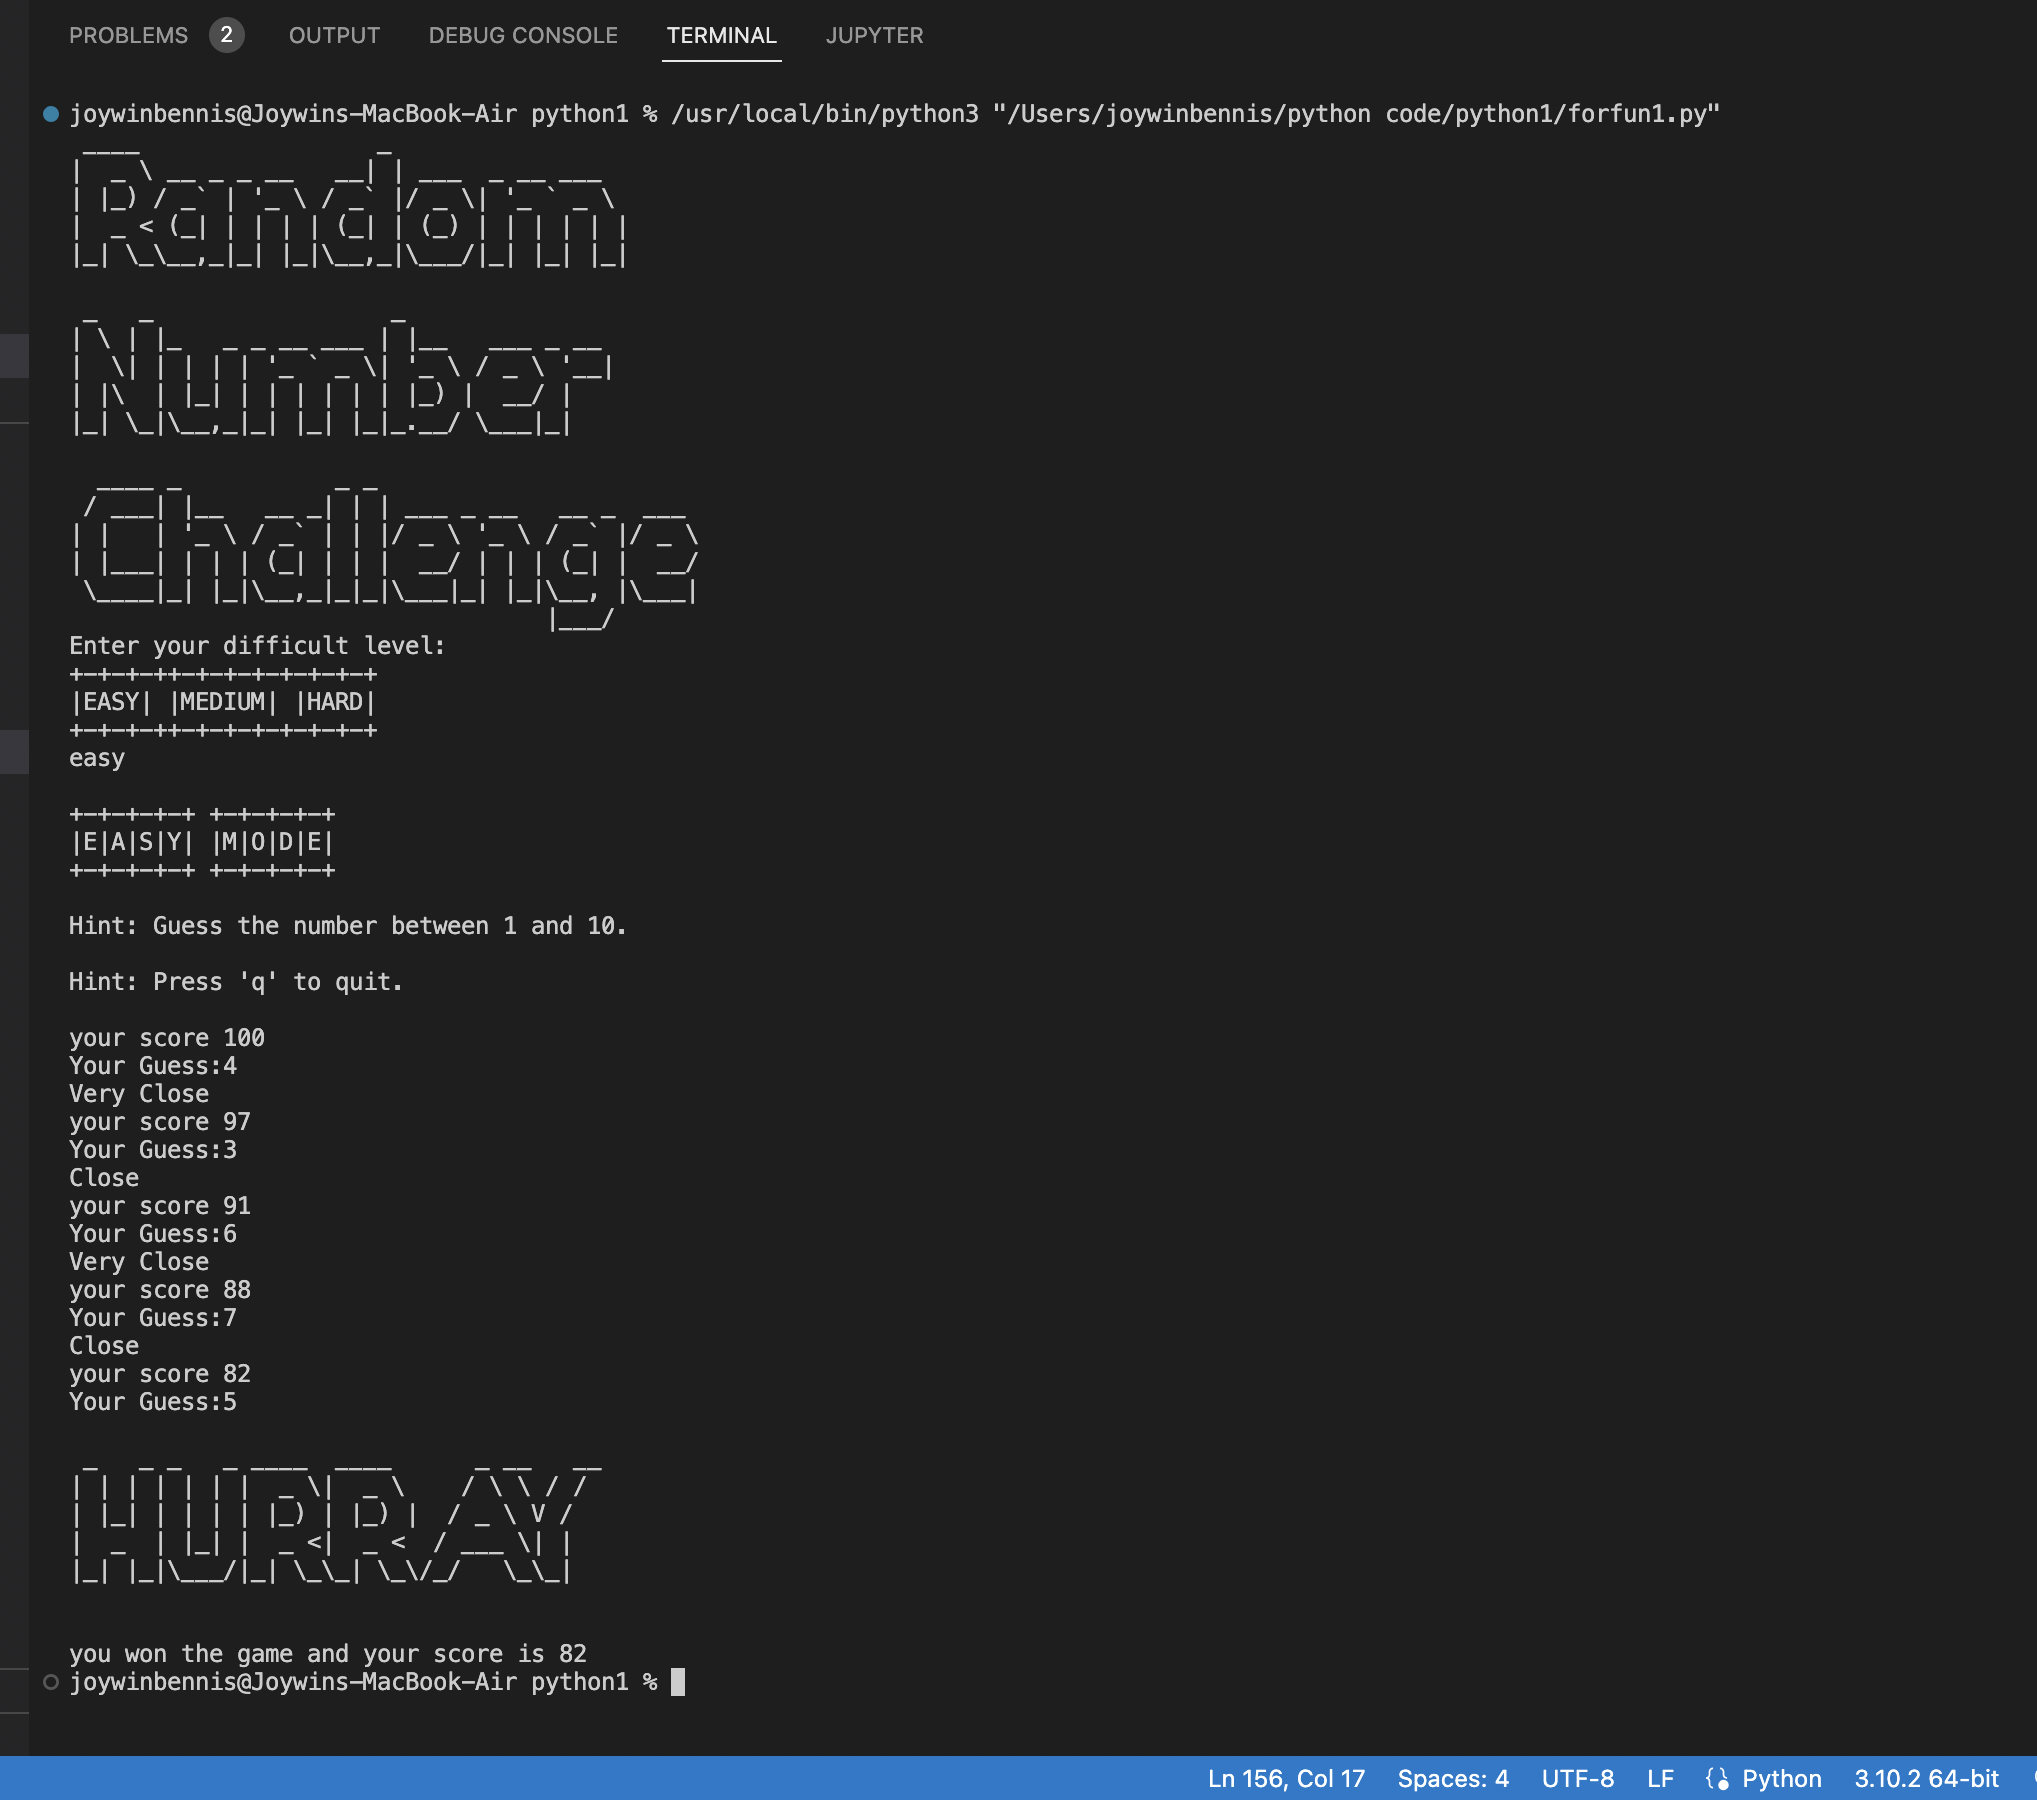 PROBLEMS 2 OUTPUT DEBUG CONSOLE TERMINAL JUPYTER
joywinbennis@Joywins-MacBook-Air python1 % /usr/local/bin/python3 "/Users/joywinbennis/python code/python1/forfun1.py"
Random
Number
Challenge
Enter your difficult level:
+-+-+-++-+-+-+-+-+-+-+
|EASY| |MEDIUM| |HARD|
+-+-+-++-+-+-+-+-+-+-+
easy
+-+-+-+-+ +-+-+-+-+
|E|A|S|Y| |M|O|D|E|
+-+-+-+-+ +-+-+-+-+
Hint: Guess the number between 1 and 10.
Hint: Press 'q' to quit.
your score 100
Your Guess:4
Very Close
your score 97
Your Guess:3
Close
your score 91
Your Guess:6
Very Close
your score 88
Your Guess:7
Close
your score 82
Your Guess:5
HURRAY
you won the game and your score is 82
joywinbennis@Joywins-MacBook-Air python1 %
Ln 156, Col 17 Spaces: 4 UTF-8 LF Python 3.10.2 64-bit